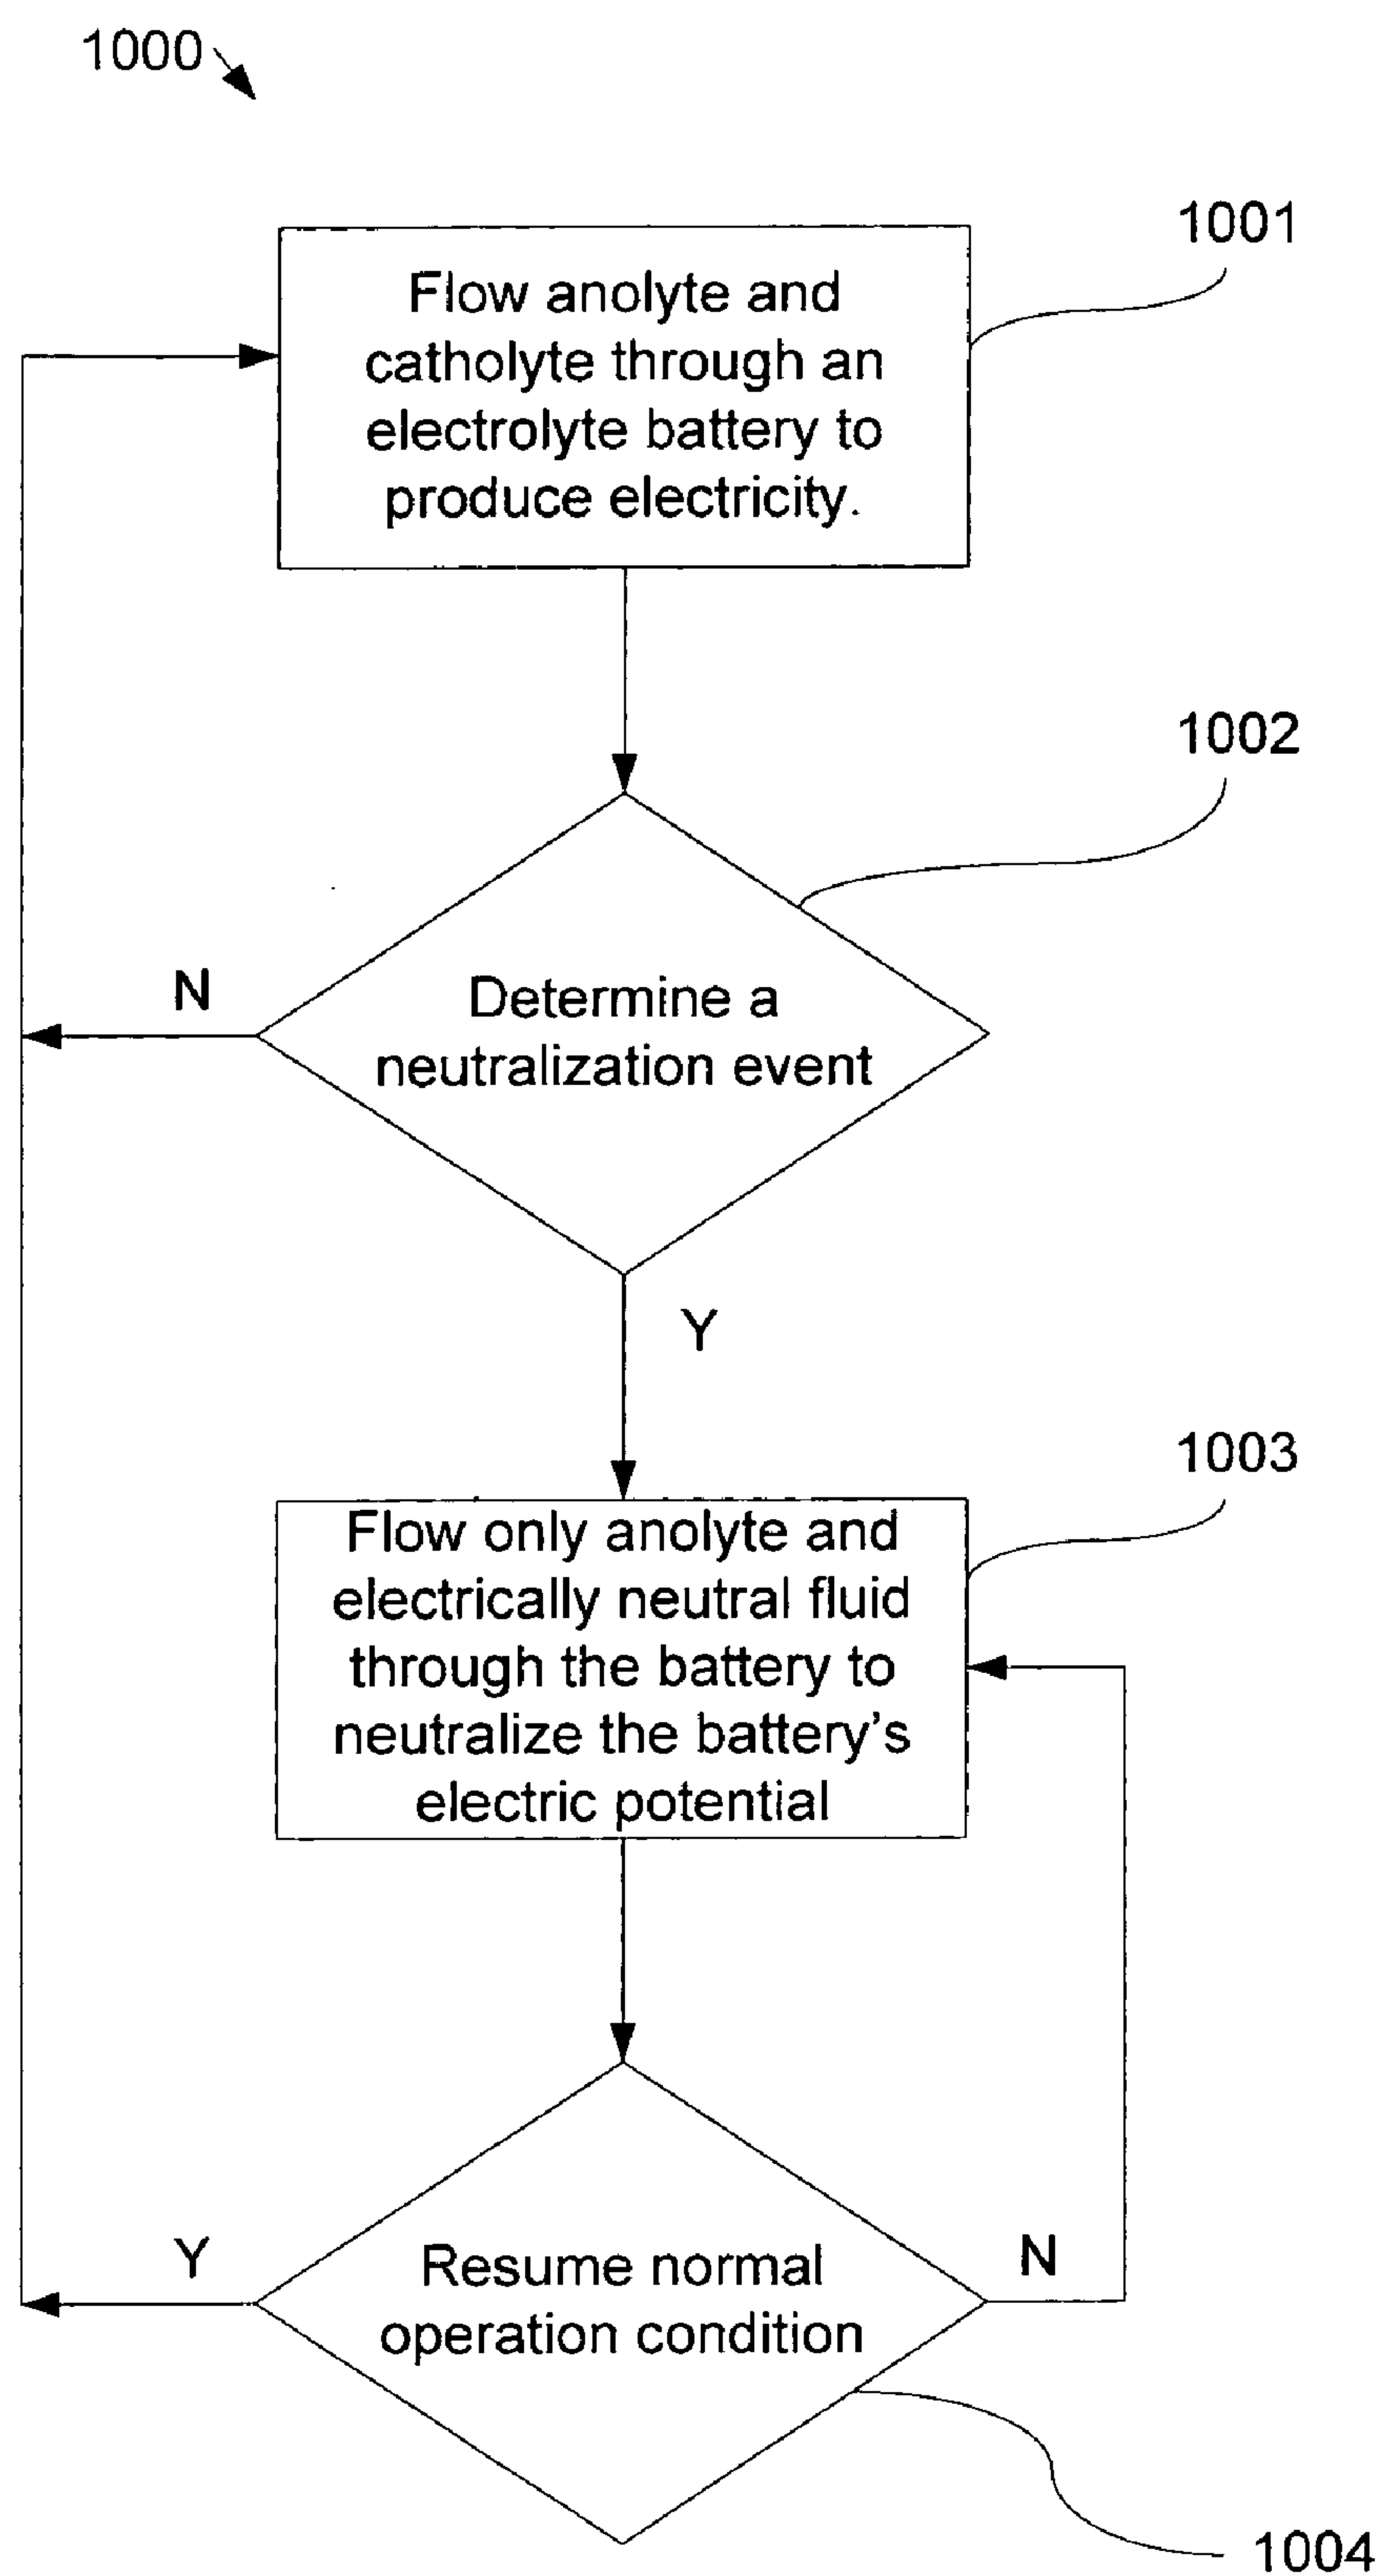 1000
1001
Flow anolyte and
catholyte through an
electrolyte battery to
produce electricity.
1002
N
Determine a
neutralization event
Y
1003
Flow only anolyte and
electrically neutral fluid
through the battery to
neutralize the battery's
electric potential
Y
N
Resume normal
operation condition
1004